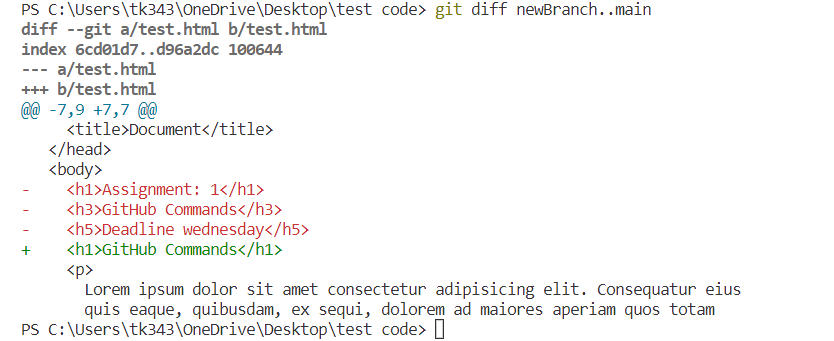 PS C:\Users\tk343\OneDrive\Desktop\test code> git diff newBranch..main
diff --git a/test.html b/test.html
index 6cd01d7..d96a2dc 100644
--- a/test.html
+++ b/test.html
@@ -7,9 +7,7 @@
     <title>Document</title>
   </head>
   <body>
-    <h1>Assignment: 1</h1>
-    <h3>GitHub Commands</h3>
-    <h5>Deadline wednesday</h5>
+    <h1>GitHub Commands</h1>
     <p>
       Lorem ipsum dolor sit amet consectetur adipisicing elit. Consequatur eius
       quis eaque, quibusdam, ex sequi, dolorem ad maiores aperiam quos totam
PS C:\Users\tk343\OneDrive\Desktop\test code>